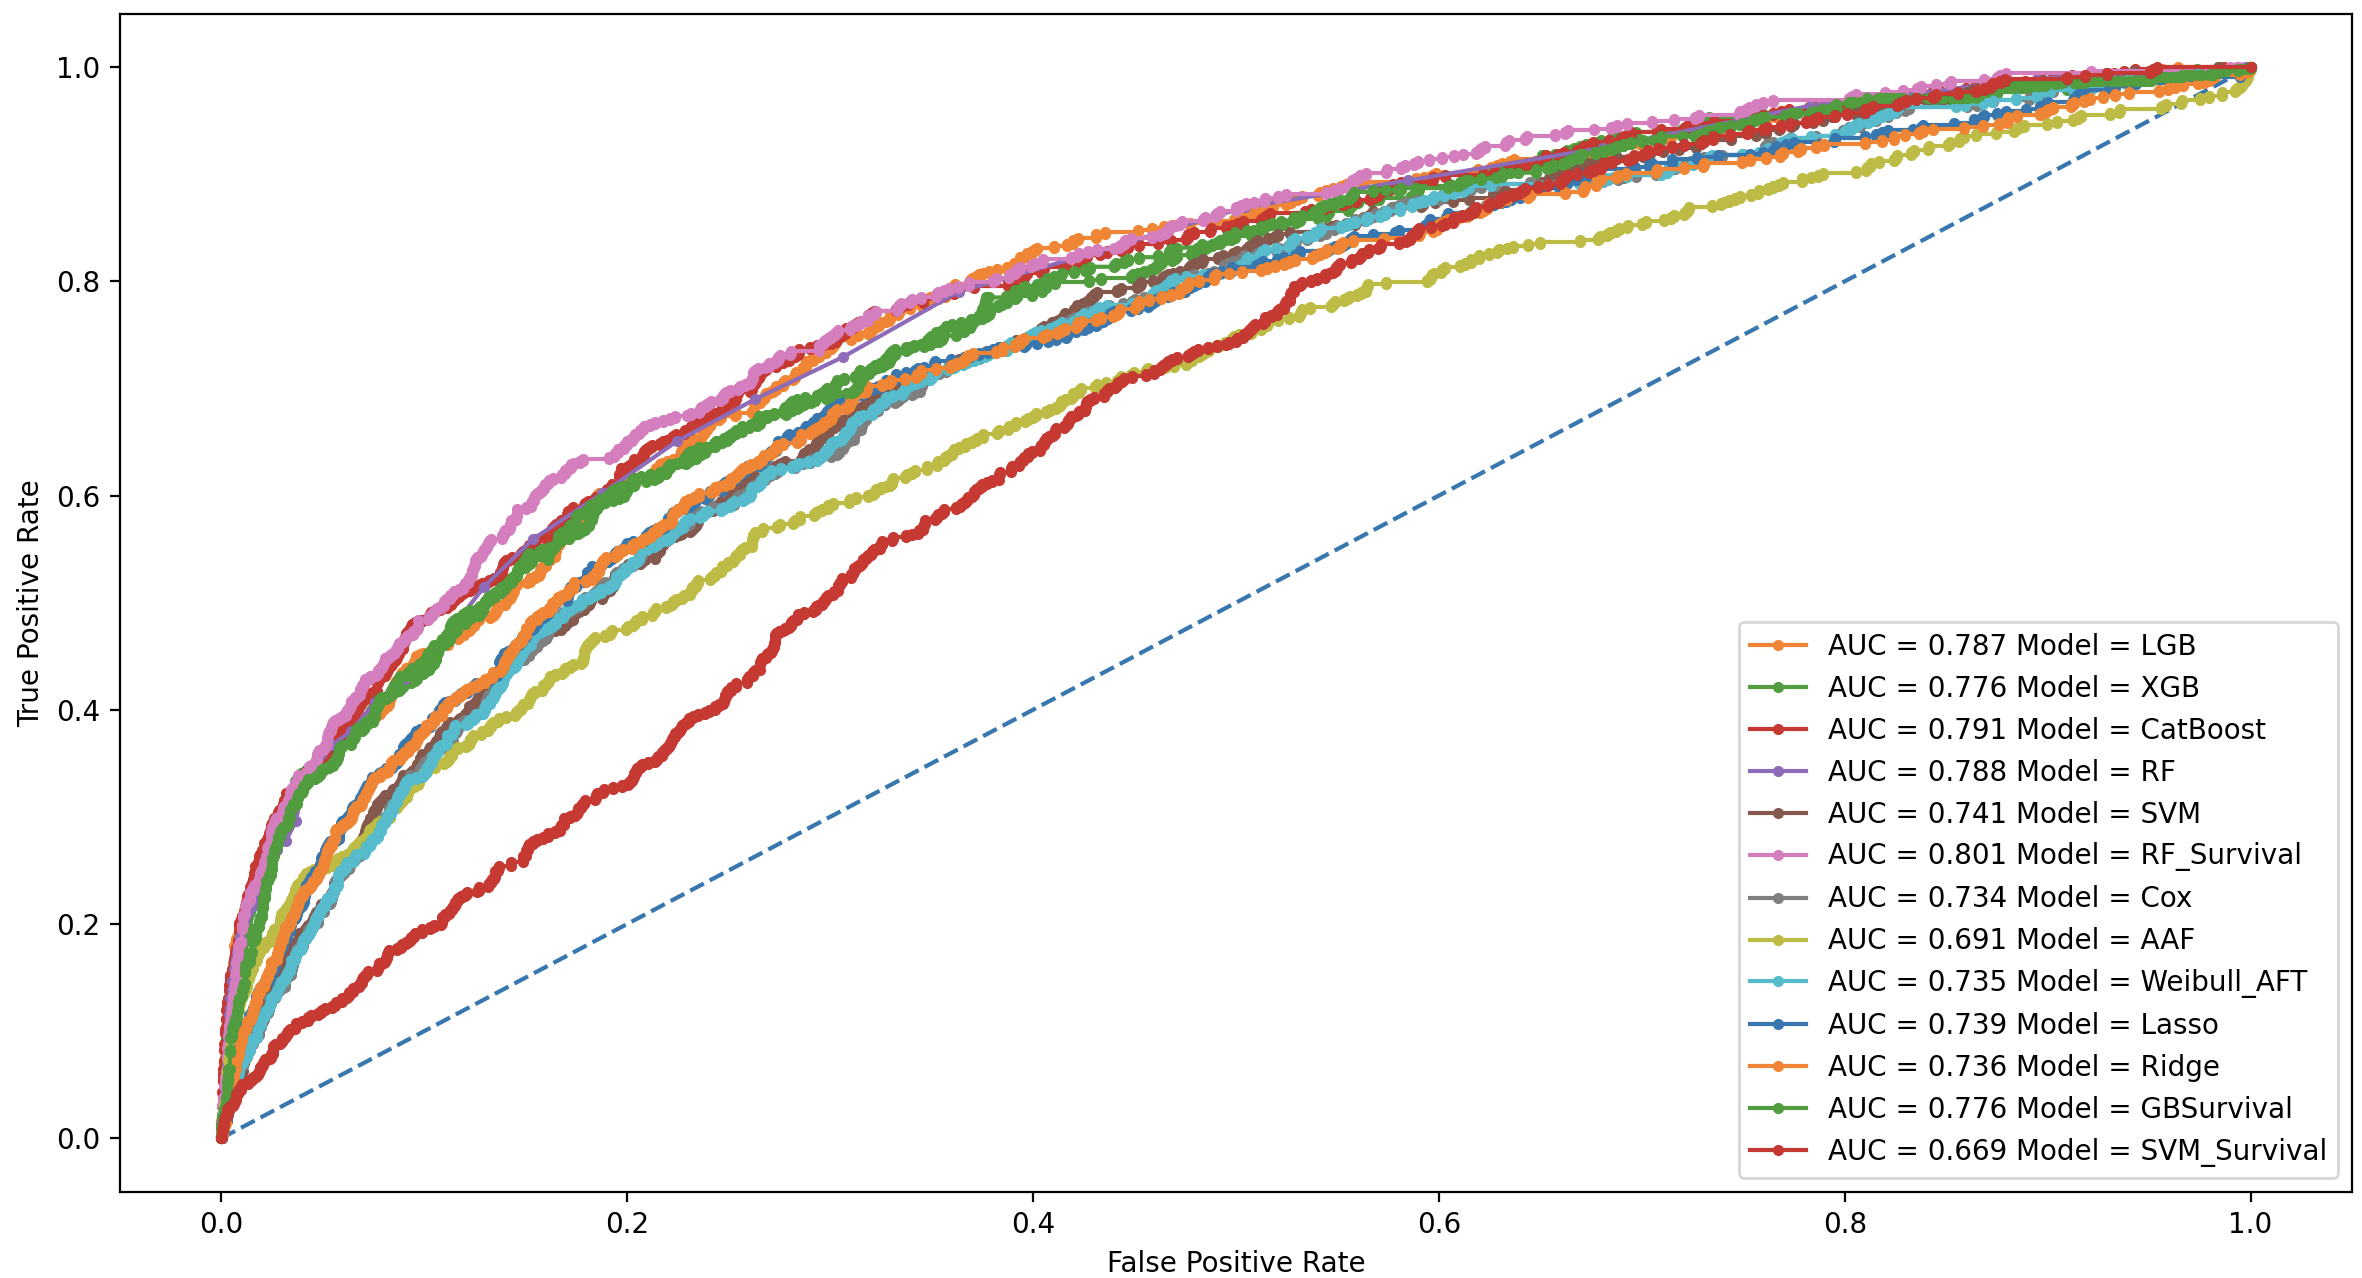 1.0
0.8
0.6
0.4
0.2
0.0
True Positive Rate
AUC = 0.787 Model = LGB
AUC = 0.776 Model = XGB
AUC = 0.791 Model = CatBoost
AUC = 0.788 Model = RF
AUC = 0.741 Model = SVM
AUC = 0.801 Model = RF_Survival
AUC = 0.734 Model = Cox
AUC = 0.691 Model = AAF
AUC = 0.735 Model = Weibull_AFT
AUC = 0.739 Model = Lasso
AUC = 0.736 Model = Ridge
AUC = 0.776 Model = GBSurvival
AUC = 0.669 Model = SVM_Survival
0.0 0.2 0.4 0.6 0.8 1.0
False Positive Rate